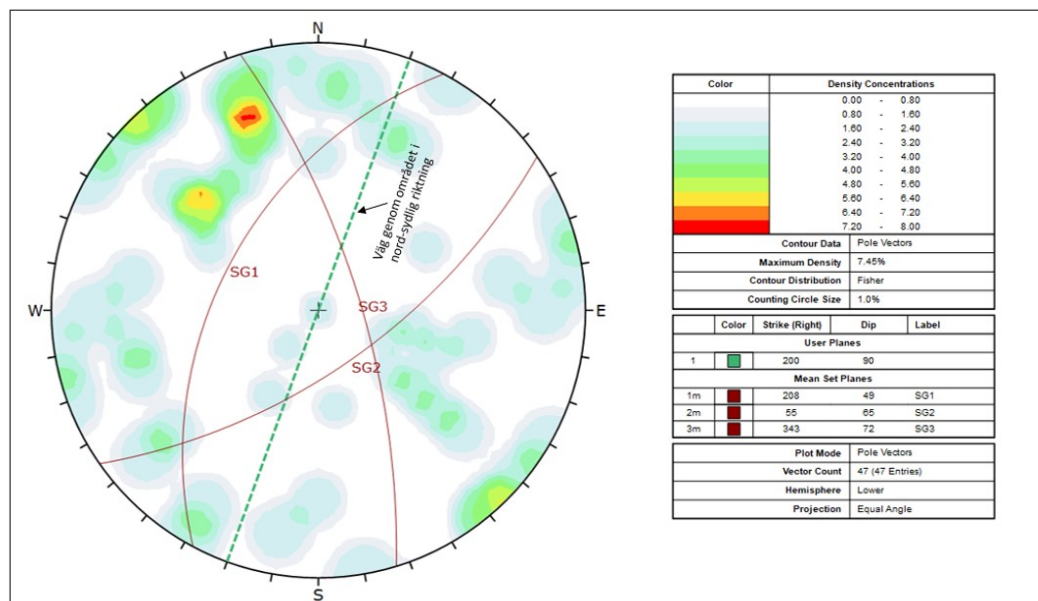 N
Väg genom området i
nord-sydlig riktning
SG1
W
SG3
E
SG2
S
Color Density Concentrations
0.00 - 0.80
0.80 - 1.60
1.60 - 2.40
2.40 - 3.20
3.20 - 4.00
4.00 - 4.80
4.80 - 5.60
5.60 - 6.40
6.40 - 7.20
7.20 - 8.00
Contour Data Pole Vectors
Maximum Density 7.45%
Contour Distribution Fisher
Counting Circle Size 1.0%
Color Strike (Right) Dip Label
User Planes
1 200 90
Mean Set Planes
1m 208 49 SG1
2m 55 65 SG2
3m 343 72 SG3
Plot Mode Pole Vectors
Vector Count 47 (47 Entries)
Hemisphere Lower
Projection Equal Angle